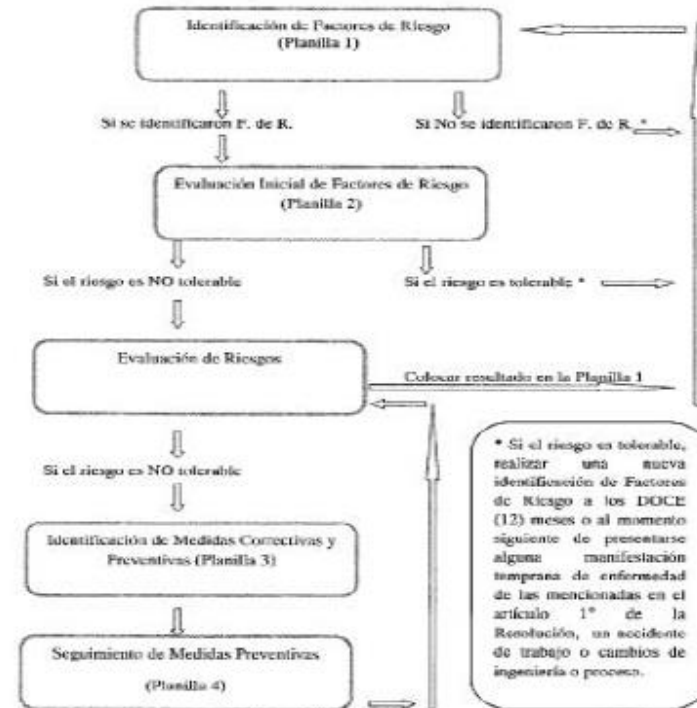 Identificación de Factores de Riesgo
(Planilla 1)
Si se identificaron F. de R.
Si No se identificaron F. de R. *
Evaluación Inicial de Factores de Riesgo
(Planilla 2)
Si el riesgo es NO tolerable
Si el riesgo es tolerable *
Evaluación de Riesgos
Colocar resultado en la Planilla 1
Si el riesgo es NO tolerable
Identificación de Medidas Correctivas y
Preventivas (Planilla 3)
Seguimiento de Medidas Preventivas
(Planilla 4)
* Si el riesgo es tolerable,
realizar una nueva
identificación de Factores
de Riesgo a los DOCE
(12) meses o al momento
siguiente de presentarse
alguna manifestación
temprana de enfermedad
de las mencionadas en el
artículo 1° de la
Resolución, un accidente
de trabajo o cambios de
ingeniería o proceso.